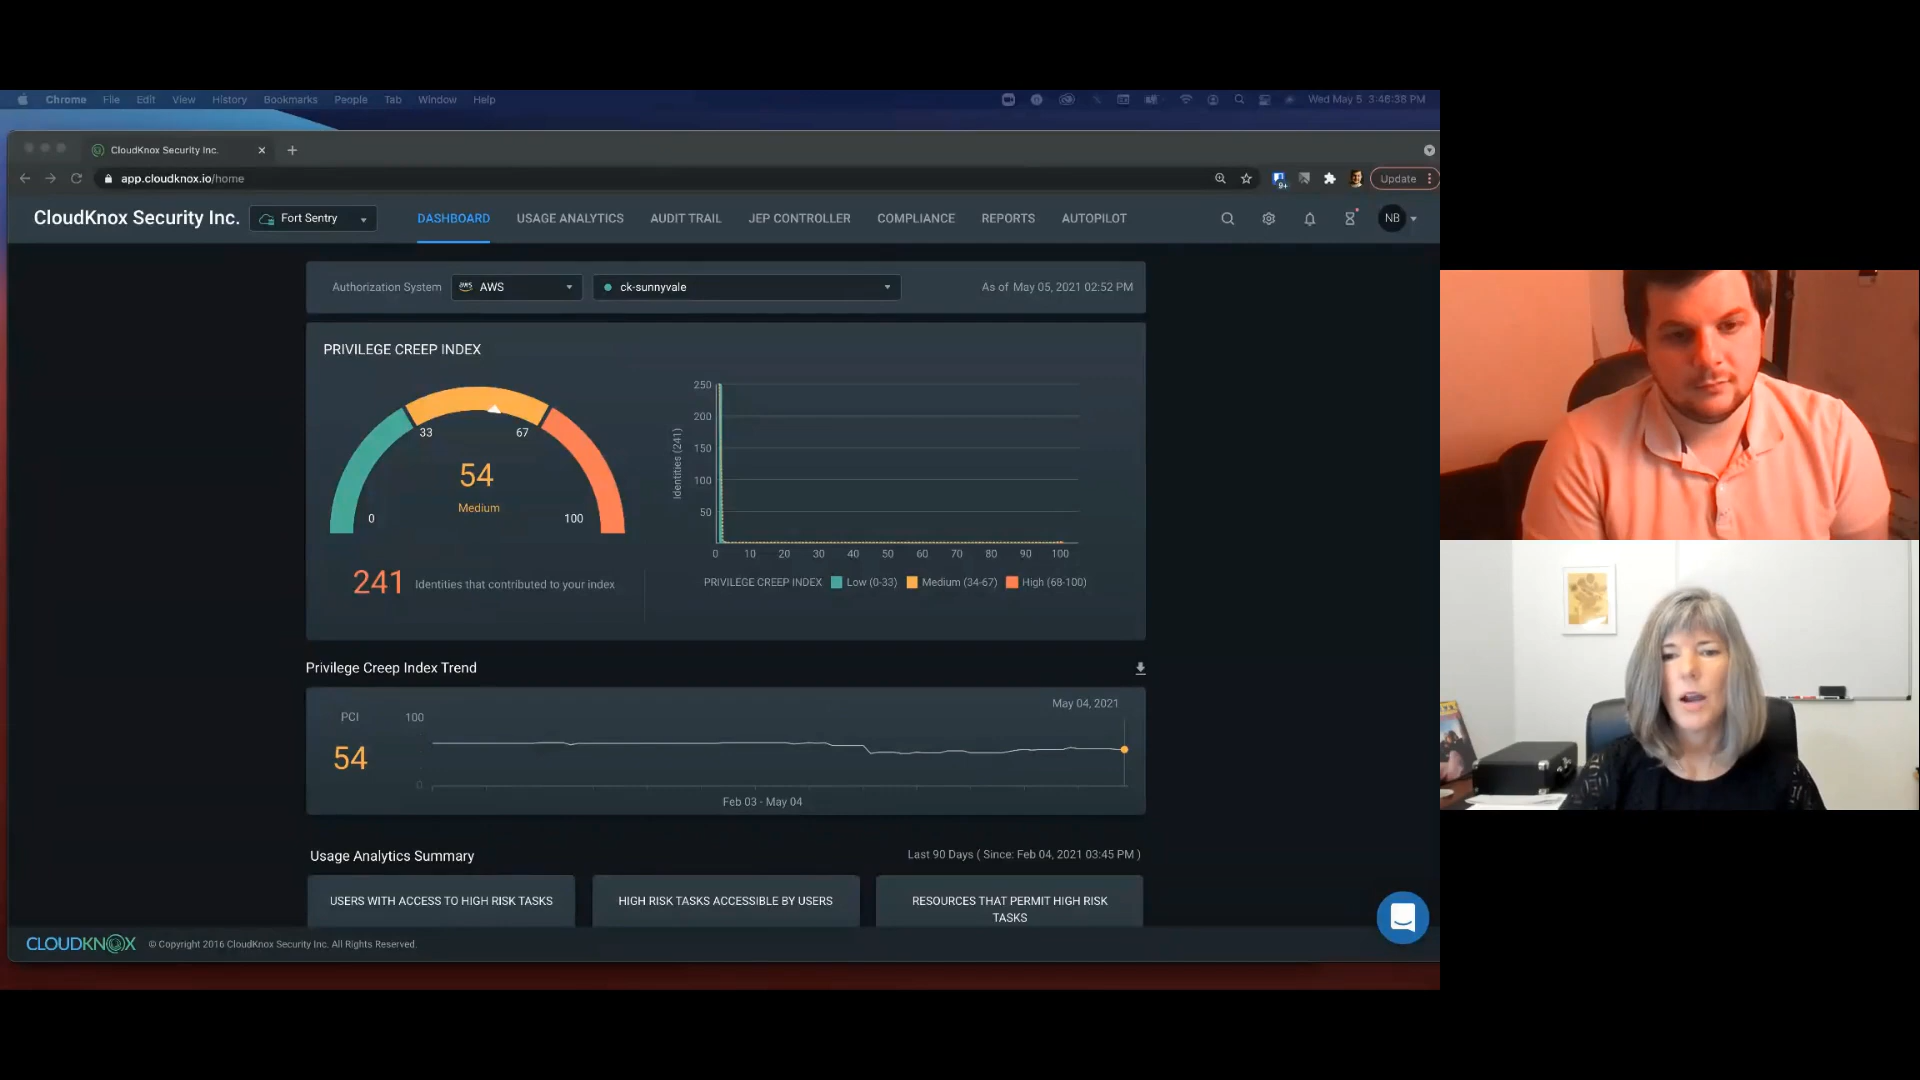 Chrome File Edit View History Bookmarks People Tab Window Help Wed May 5 3:46:38 PM
CloudKnox Security Inc.
app.cloudknox.io/home
9+
Update
CloudKnox Security Inc. Fort Sentry DASHBOARD USAGE ANALYTICS AUDIT TRAIL JEP CONTROLLER COMPLIANCE REPORTS AUTOPILOT NB
Authorization System aws AWS ck-sunnyvale As of May 05, 2021 02:52 PM
PRIVILEGE CREEP INDEX
33 67
54
Medium
0 100
241 Identities that contributed to your index
Identities (241)
250
200
150
100
50
0 10 20 30 40 50 60 70 80 90 100
PRIVILEGE CREEP INDEX Low (0-33) Medium (34-67) High (68-100)
Privilege Creep Index Trend
May 04, 2021
PCI 100
54
0
Feb 03 - May 04
Usage Analytics Summary Last 90 Days ( Since: Feb 04, 2021 03:45 PM )
USERS WITH ACCESS TO HIGH RISK TASKS
HIGH RISK TASKS ACCESSIBLE BY USERS
RESOURCES THAT PERMIT HIGH RISK
TASKS
CLOUDKNOX © Copyright 2016 CloudKnox Security Inc. All Rights Reserved.